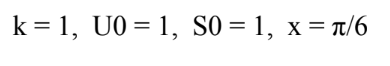 k = 1, U0 = 1, S0 = 1, x = π/6